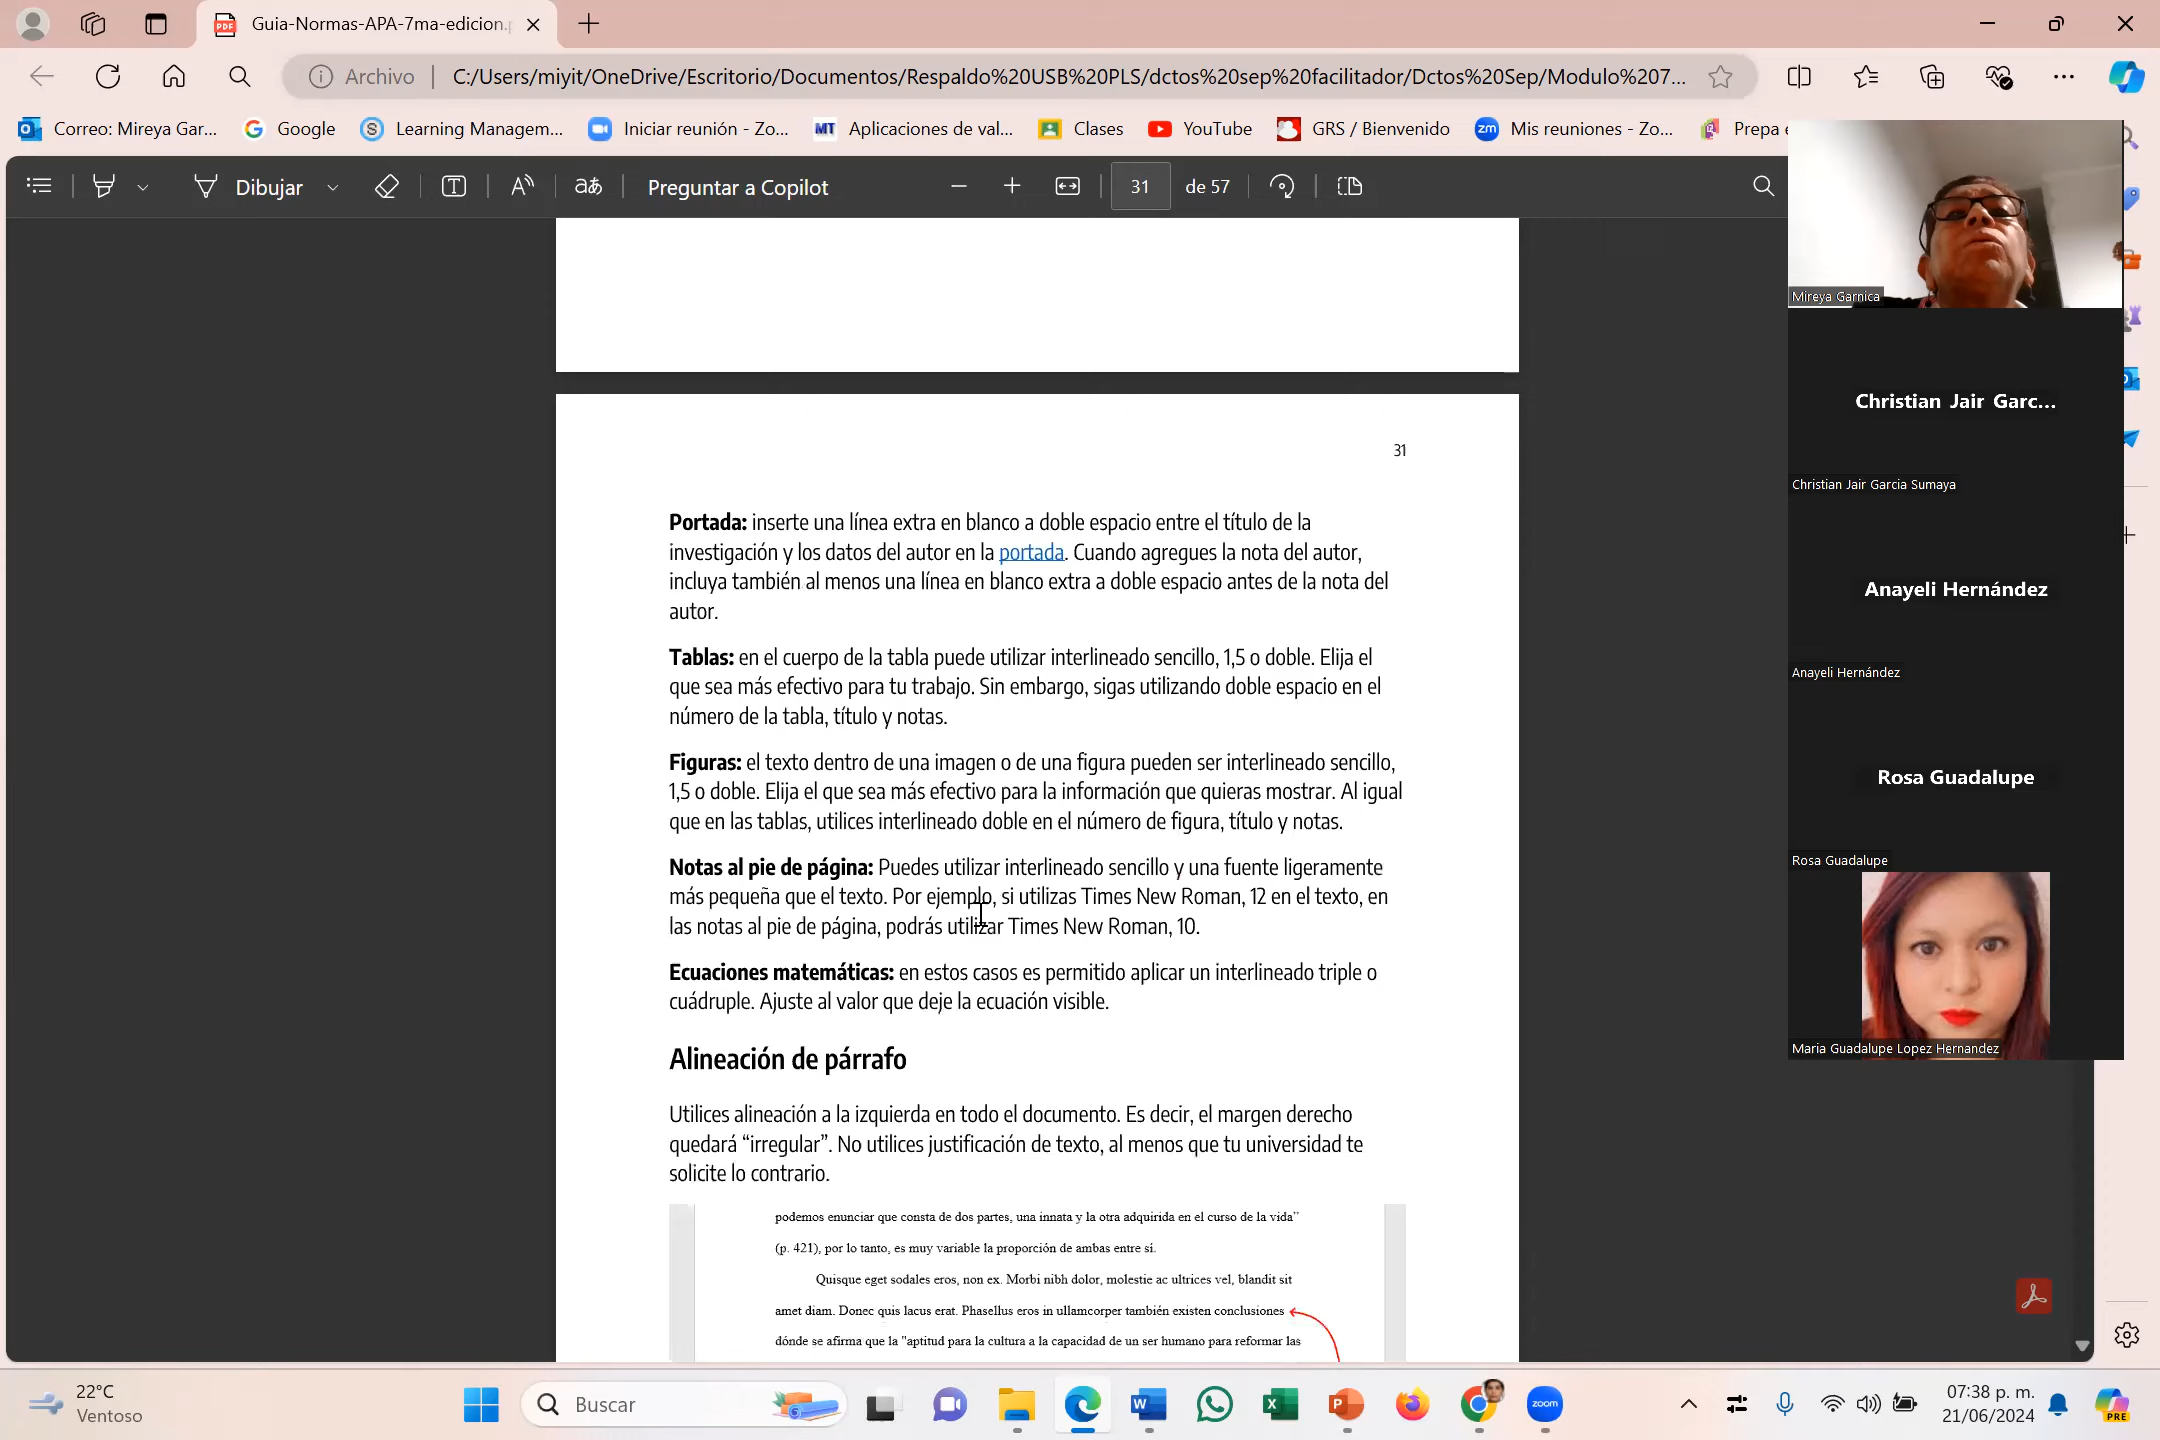 Guia-Normas-APA-7ma-edicion.
Archivo
C:/Users/miyit/OneDrive/Escritorio/Documentos/Respaldo%20USB%20PLS/dctos%20sep%20facilitador/Dctos%20Sep/Modulo%207...
Correo: Mireya Gar...
Google
Learning Managem...
Iniciar reunión - Zo...
Aplicaciones de val...
Clases
YouTube
GRS / Bienvenido
Mis reuniones - Zo...
Prepa
Dibujar
Preguntar a Copilot
31 de 57
31
Portada: inserte una línea extra en blanco a doble espacio entre el título de la
investigación y los datos del autor en la portada. Cuando agregues la nota del autor,
incluya también al menos una línea en blanco extra a doble espacio antes de la nota del
autor.
Tablas: en el cuerpo de la tabla puede utilizar interlineado sencillo, 1,5 o doble. Elija el
que sea más efectivo para tu trabajo. Sin embargo, sigas utilizando doble espacio en el
número de la tabla, título y notas.
Figuras: el texto dentro de una imagen o de una figura pueden ser interlineado sencillo,
1,5 o doble. Elija el que sea más efectivo para la información que quieras mostrar. Al igual
que en las tablas, utilices interlineado doble en el número de figura, título y notas.
Notas al pie de página: Puedes utilizar interlineado sencillo y una fuente ligeramente
más pequeña que el texto. Por ejemplo, si utilizas Times New Roman, 12 en el texto, en
las notas al pie de página, podrás utilizar Times New Roman, 10.
Ecuaciones matemáticas: en estos casos es permitido aplicar un interlineado triple o
cuádruple. Ajuste al valor que deje la ecuación visible.
Alineación de párrafo
Utilices alineación a la izquierda en todo el documento. Es decir, el margen derecho
quedará “irregular”. No utilices justificación de texto, al menos que tu universidad te
solicite lo contrario.
podemos enunciar que consta de dos partes, una innata y la otra adquirida en el curso de la vida”
(p. 421), por lo tanto, es muy variable la proporción de ambas entre sí.
Quisque eget sodales eros, non ex. Morbi nibh dolor, molestie ac ultrices vel, blandit sit
amet diam. Donec quis lacus erat. Phasellus eros in ullamcorper también existen conclusiones
dónde se afirma que la "aptitud para la cultura a la capacidad de un ser humano para reformar las
Mireya Garnica
Christian Jair Garc...
Christian Jair Garcia Sumaya
Anayeli Hernández
Anayeli Hernández
Rosa Guadalupe
Rosa Guadalupe
Maria Guadalupe Lopez Hernandez
22°C
Ventoso
Buscar
zoom
07:38 p. m.
21/06/2024
PRE